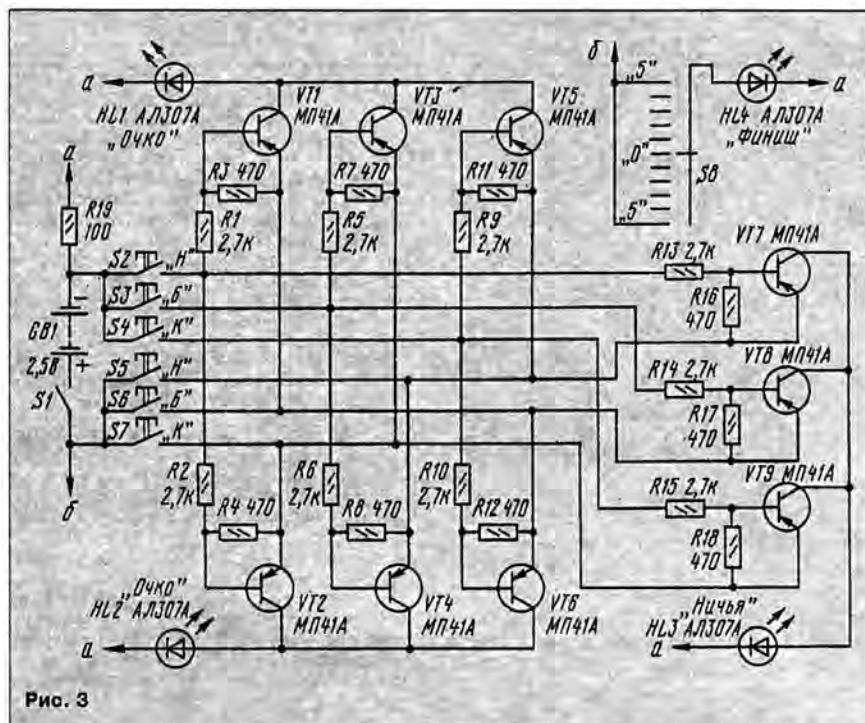 а
HL1 АЛ307А
„Очко"
VT1
МП41А
VT3
МП41А
VT5
МП41А
б
„5"
„0"
„5"
S8
HL4 АЛ307А
„Финиш"
а
а
R19
100
R3 470
R7 470
R11 470
R1
2,7к
R5
2,7к
R9
2,7к
S2
„Н"
S3
„Б"
S4
„К"
S5
„Н"
S6
„Б"
S7
„К"
GB1
2,5В
−
+
S1
б
R13 2,7к
VT7 МП41А
R16
470
R14 2,7к
VT8 МП41А
R17
470
R15 2,7к
VT9 МП41А
R18
470
R2
2,7к
R6
2,7к
R10
2,7к
R4 470
R8 470
R12 470
„Очко"
HL2 АЛ307А
а
VT2
МП41А
VT4
МП41А
VT6
МП41А
„Ничья"
HL3 АЛ307А
а
Рис. 3